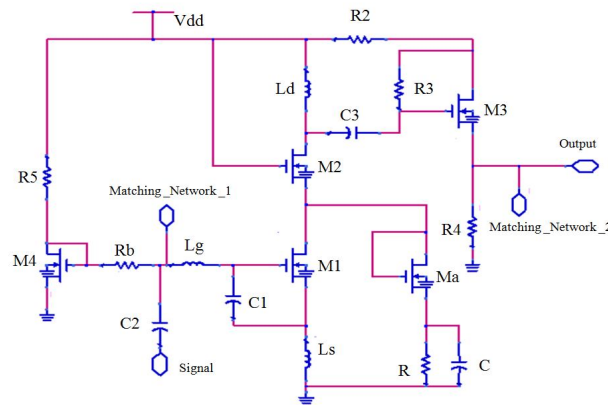 Vdd
R2
Ld
R3
C3
M3
M2
Output
R5
Matching_Network_1
R4
Matching_Network_2
M4
Rb
Lg
M1
Ma
C1
C2
Ls
R
C
Signal